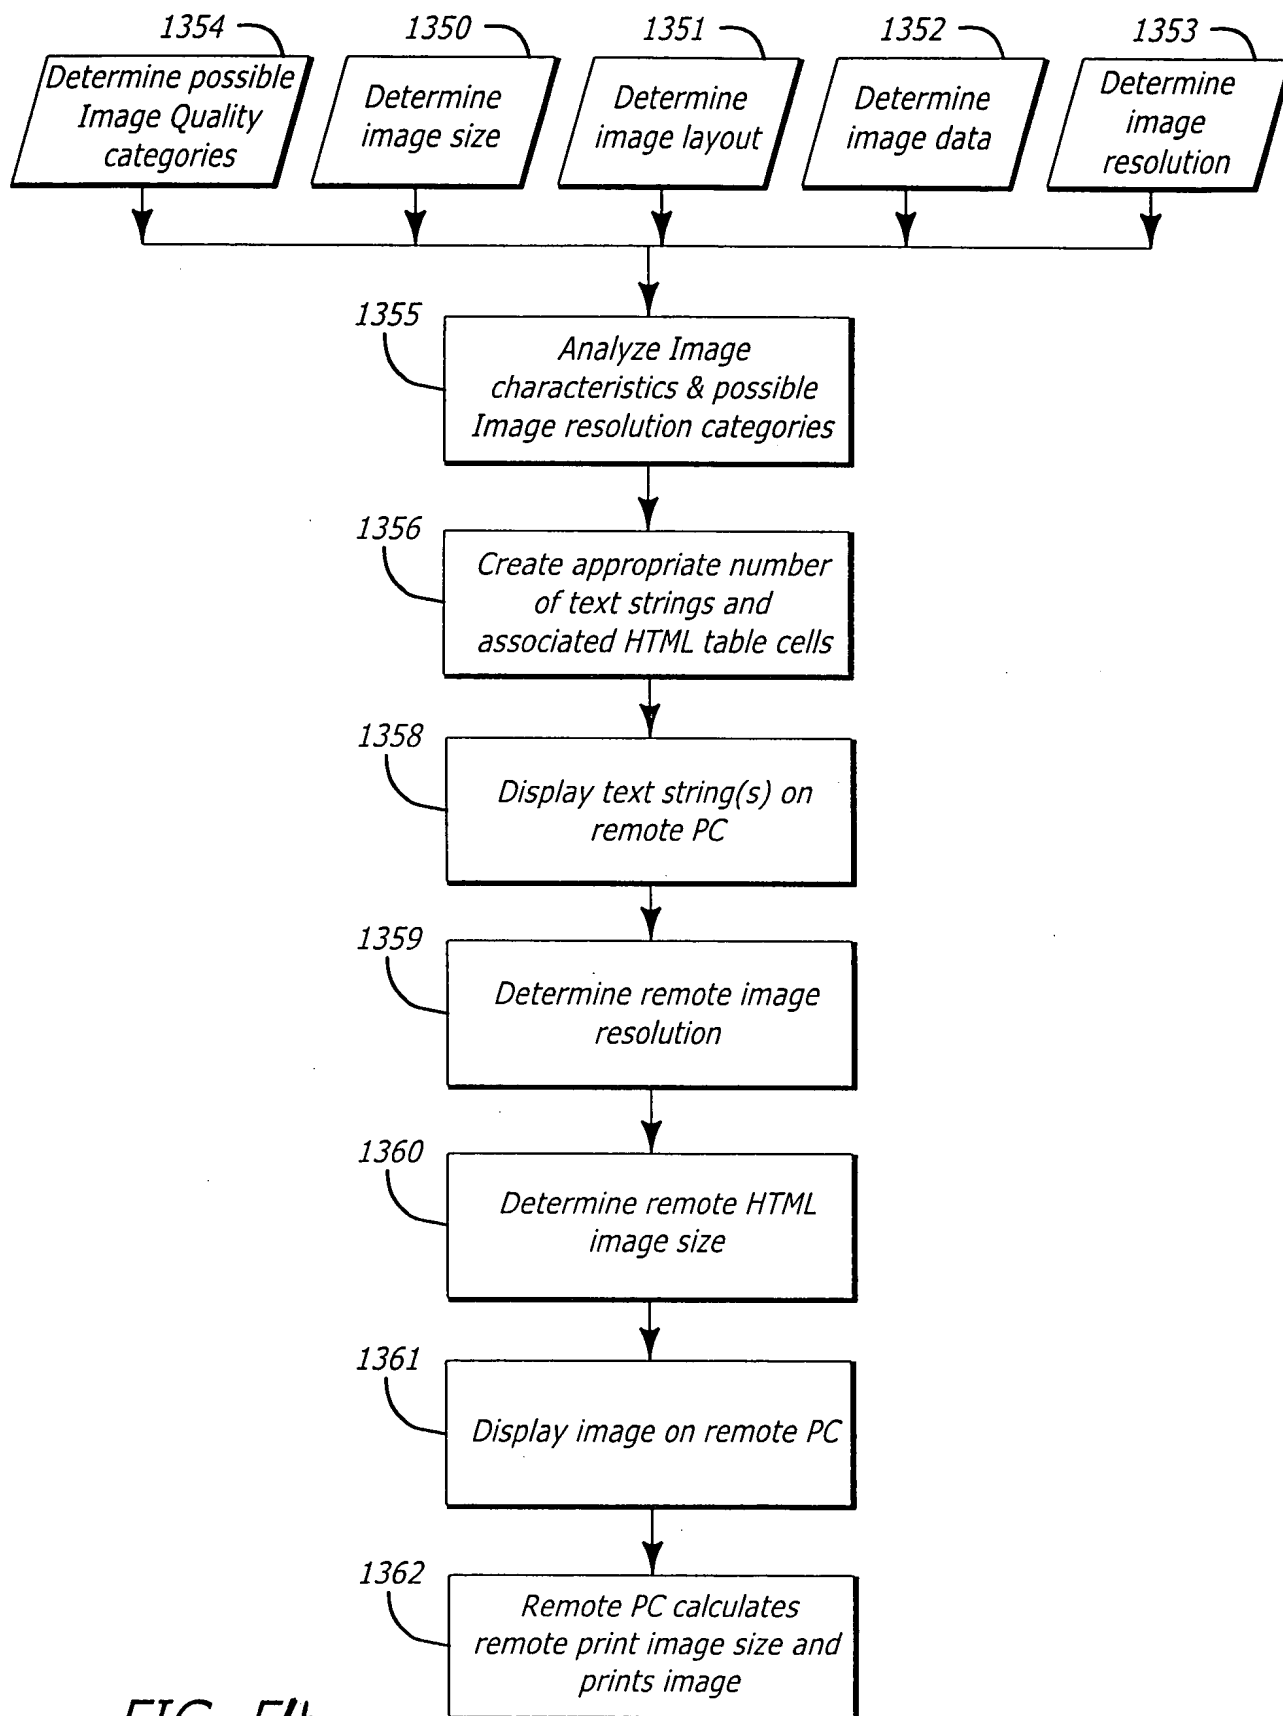 1354
1350
1351
1352
1353
Determine possible
Image Quality
categories
Determine
image size
Determine
image layout
Determine
image data
Determine
image
resolution
1355
Analyze Image
characteristics & possible
Image resolution categories
1356
Create appropriate number
of text strings and
associated HTML table cells
1358
Display text string(s) on
remote PC
1359
Determine remote image
resolution
1360
Determine remote HTML
image size
1361
Display image on remote PC
1362
Remote PC calculates
remote print image size and
prints image
FIG.